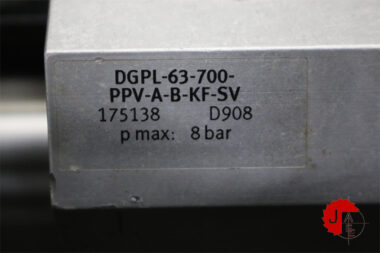 DGPL-63-700-
PPV-A-B-KF-SV
175138 D908
p max: 8 bar